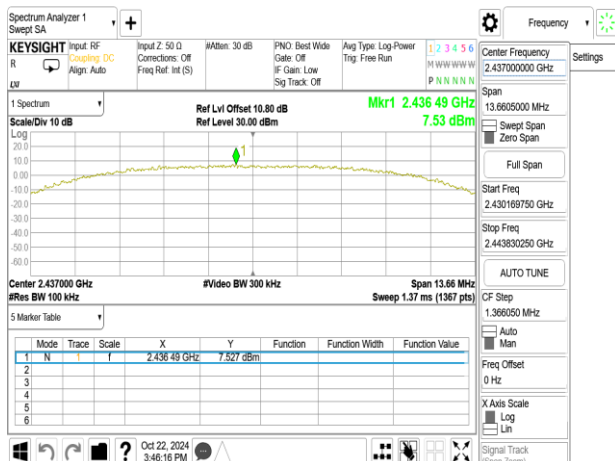 Spectrum Analyzer 1
Swept SA
+
Frequency
KEYSIGHT
R
Input: RF
Coupling: DC
Align: Auto
Input Z: 50 Ω
Corrections: Off
Freq Ref: Int (S)
#Atten: 30 dB
PNO: Best Wide
Gate: Off
IF Gain: Low
Sig Track: Off
Avg Type: Log-Power
Trig: Free Run
1 2 3 4 5 6
M W W W W W
P N N N N N
Center Frequency
2.437000000 GHz
Settings
Span
13.6605000 MHz
Swept Span
Zero Span
Full Span
Start Freq
2.430169750 GHz
Stop Freq
2.443830250 GHz
AUTO TUNE
CF Step
1.366050 MHz
Auto
Man
Freq Offset
0 Hz
X Axis Scale
Log
Lin
Signal Track
(Span Zoom)
1 Spectrum
Scale/Div 10 dB
Ref Lvl Offset 10.80 dB
Ref Level 30.00 dBm
Mkr1 2.436 49 GHz
7.53 dBm
Log
20.0
10.0
0.00
-10.0
-20.0
-30.0
-40.0
-50.0
-60.0
1
Center 2.437000 GHz
#Res BW 100 kHz
#Video BW 300 kHz
Span 13.66 MHz
Sweep 1.37 ms (1367 pts)
5 Marker Table
Mode Trace Scale X Y Function Function Width Function Value
1 N 1 f 2.436 49 GHz 7.527 dBm
2
3
4
5
6
?
Oct 22, 2024
3:46:16 PM